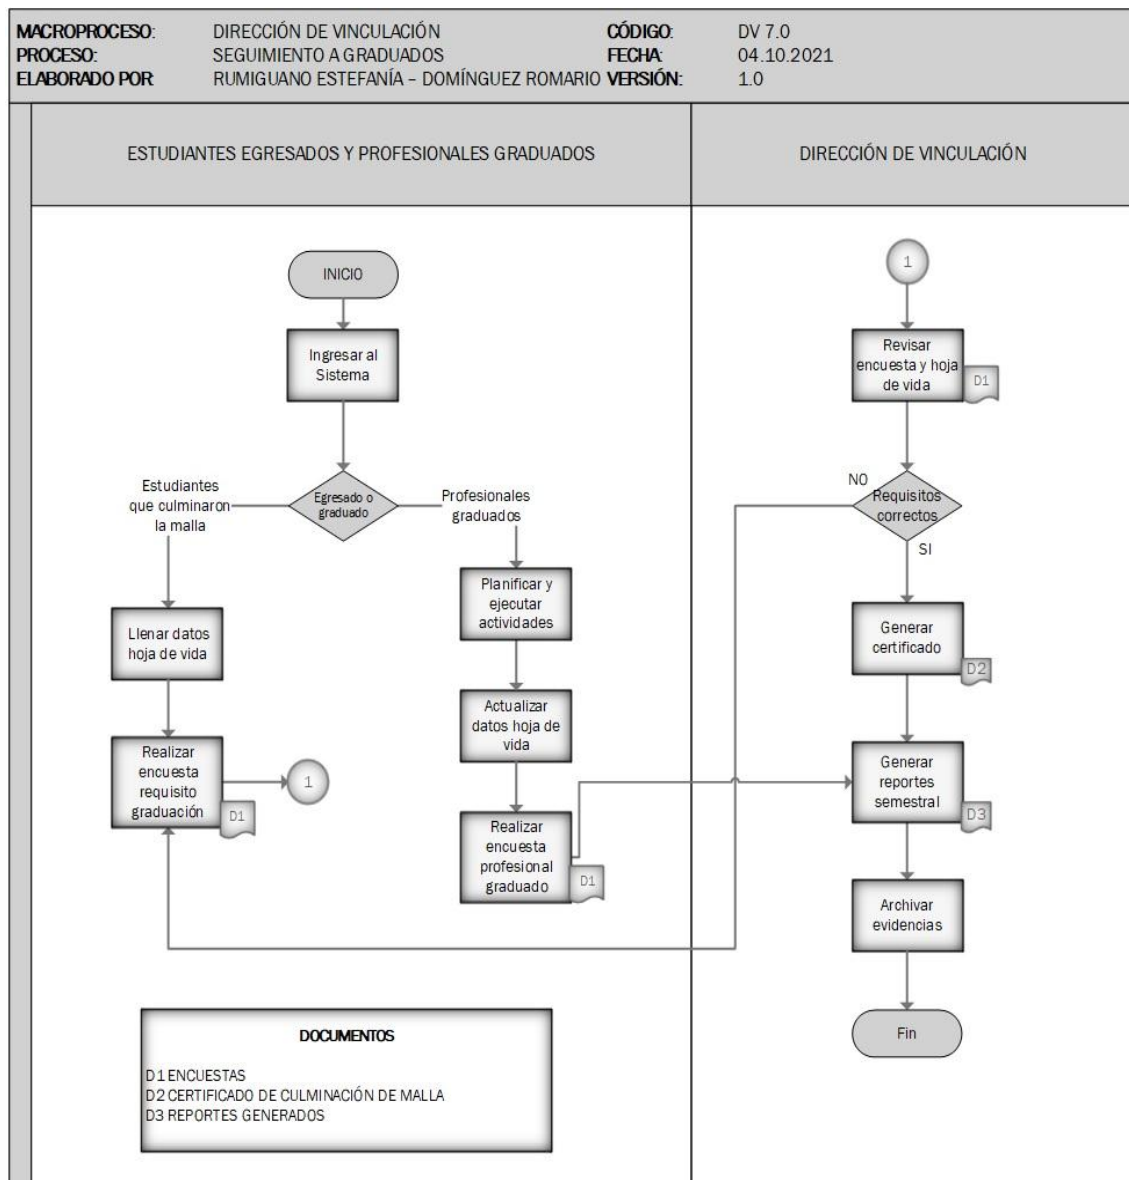 MACROPROCESO: DIRECCIÓN DE VINCULACIÓN CÓDIGO: DV 7.0
PROCESO: SEGUIMIENTO A GRADUADOS FECHA: 04.10.2021
ELABORADO POR: RUMIGUANO ESTEFANÍA – DOMÍNGUEZ ROMARIO VERSIÓN: 1.0
ESTUDIANTES EGRESADOS Y PROFESIONALES GRADUADOS
DIRECCIÓN DE VINCULACIÓN
INICIO
Ingresar al
Sistema
Egresado o
graduado
Estudiantes
que culminaron
la malla
Profesionales
graduados
Llenar datos
hoja de vida
Realizar
encuesta
requisito
graduación
D1
1
Planificar y
ejecutar
actividades
Actualizar
datos hoja de
vida
Realizar
encuesta
profesional
graduado
D1
1
Revisar
encuesta y hoja
de vida
D1
NO
Requisitos
correctos
SI
Generar
certificado
D2
Generar
reportes
semestral
D3
Archivar
evidencias
Fin
DOCUMENTOS
D1 ENCUESTAS
D2 CERTIFICADO DE CULMINACIÓN DE MALLA
D3 REPORTES GENERADOS